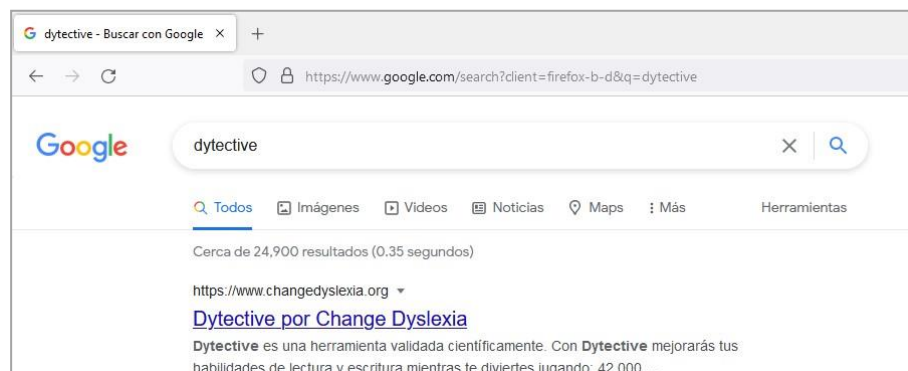 dytective - Buscar con Google
https://www.google.com/search?client=firefox-b-d&q=dytective
Google
dytective
Todos Imágenes Videos Noticias Maps Más Herramientas
Cerca de 24,900 resultados (0.35 segundos)
https://www.changedyslexia.org
Dytective por Change Dyslexia
Dytective es una herramienta validada científicamente. Con Dytective mejorarás tus
habilidades de lectura y escritura mientras te diviertes jugando: 42.000 ...